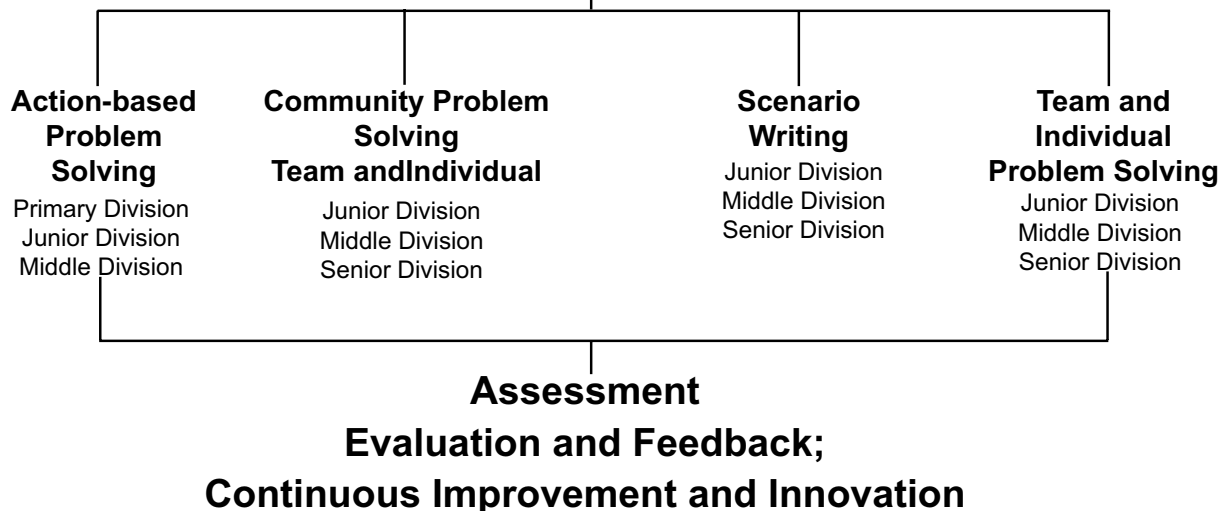 Action-based
Problem
Solving
Primary Division
Junior Division
Middle Division
Community Problem
Solving
Team andIndividual
Junior Division
Middle Division
Senior Division
Scenario
Writing
Junior Division
Middle Division
Senior Division
Team and
Individual
Problem Solving
Junior Division
Middle Division
Senior Division
Assessment
Evaluation and Feedback;
Continuous Improvement and Innovation